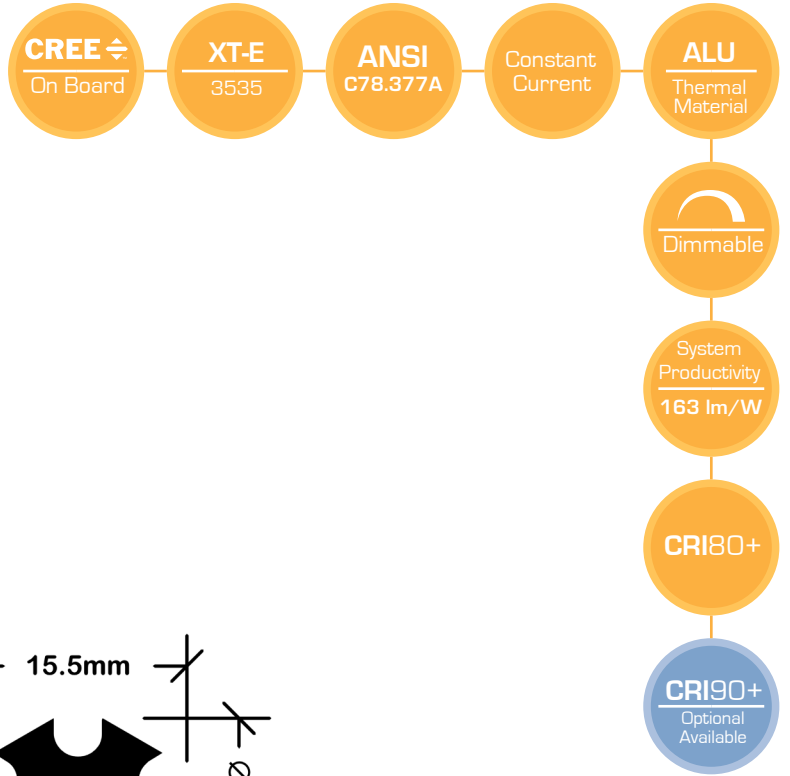 CREE
On Board
XT-E
3535
ANSI
C78.377A
Constant
Current
ALU
Thermal
Material
Dimmable
System
Productivity
163 lm/W
CRI80+
CRI90+
Optional
Available
15.5mm
Ø